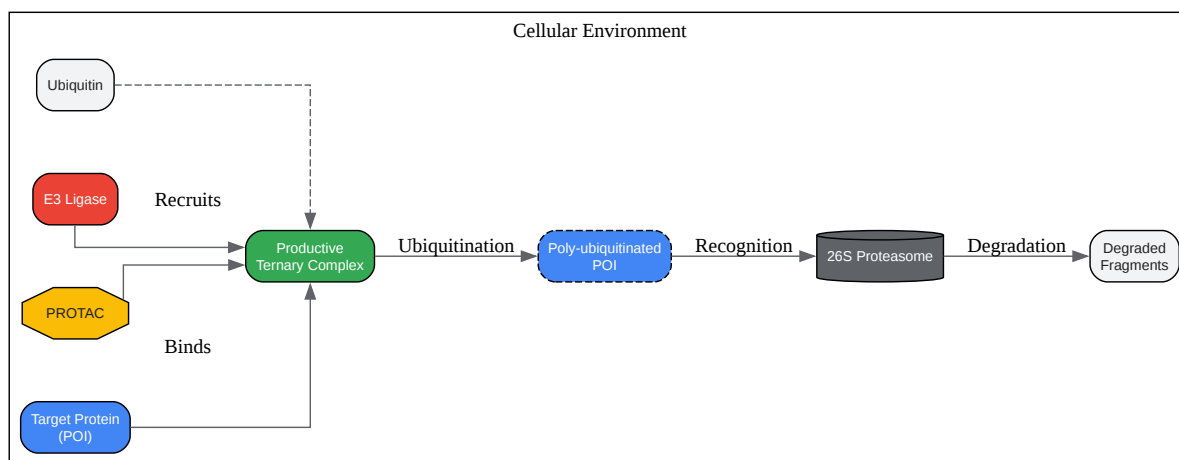 Cellular Environment
Ubiquitin
E3 Ligase
Recruits
Productive
Ternary Complex
Ubiquitination
Poly-ubiquitinated
POI
Recognition
26S Proteasome
Degradation
Degraded
Fragments
PROTAC
Binds
Target Protein
(POI)